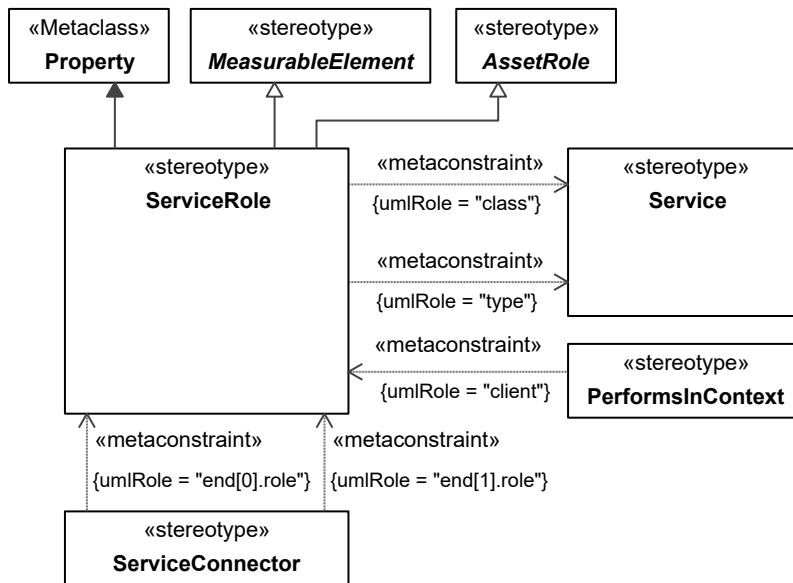 «Metaclass»
Property
«stereotype»
MeasurableElement
«stereotype»
AssetRole
«stereotype»
ServiceRole
«metaconstraint»
{umlRole = "class"}
«stereotype»
Service
«metaconstraint»
{umlRole = "type"}
«metaconstraint»
{umlRole = "client"}
«stereotype»
PerformsInContext
«metaconstraint»
{umlRole = "end[0].role"}
«metaconstraint»
{umlRole = "end[1].role"}
«stereotype»
ServiceConnector